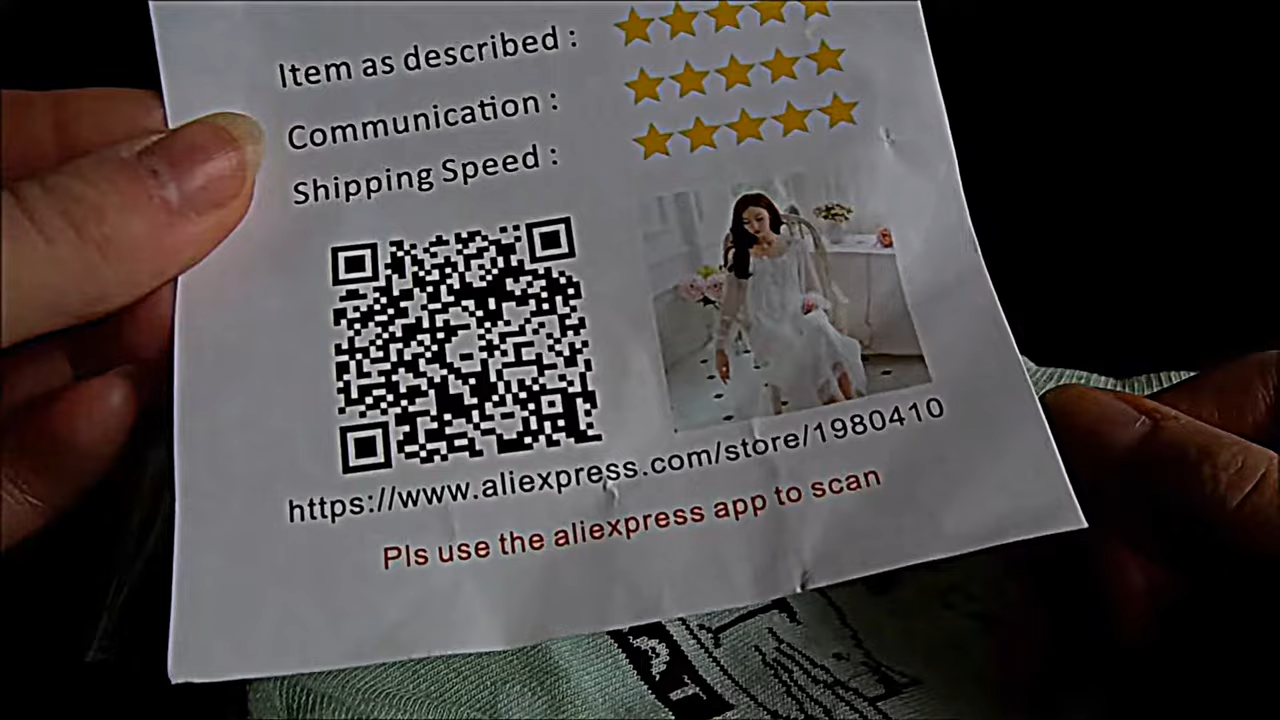 Item as described :
Communication :
Shipping Speed :
https://www.aliexpress.com/store/1980410
Pls use the aliexpress app to scan